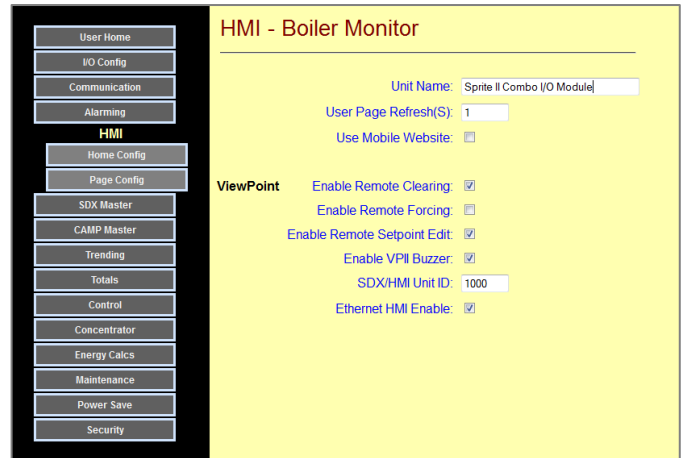 User Home
I/O Config
Communication
Alarming
HMI
Home Config
Page Config
SDX Master
CAMP Master
Trending
Totals
Control
Concentrator
Energy Calcs
Maintenance
Power Save
Security
HMI - Boiler Monitor
Unit Name: Sprite II Combo I/O Module
User Page Refresh(S): 1
Use Mobile Website:
ViewPoint Enable Remote Clearing:
Enable Remote Forcing:
Enable Remote Setpoint Edit:
Enable VPII Buzzer:
SDX/HMI Unit ID: 1000
Ethernet HMI Enable: